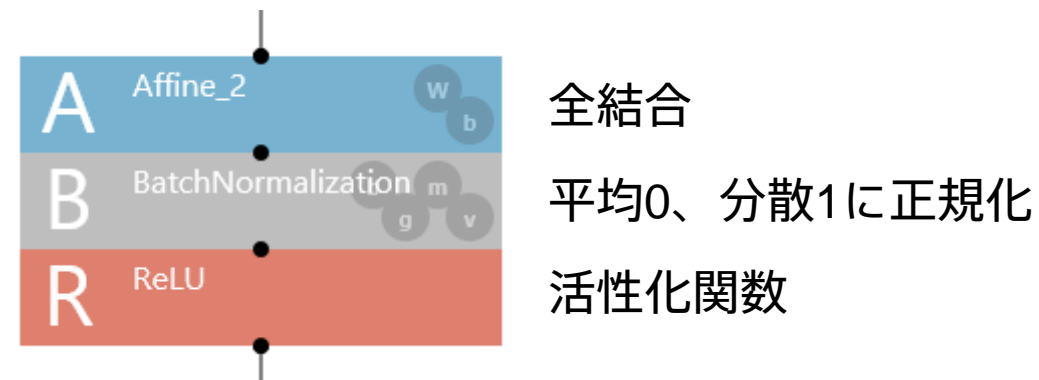 A Affine_2 W b 全結合
B BatchNormalization m g v 平均0、分散1に正規化
R ReLU 活性化関数